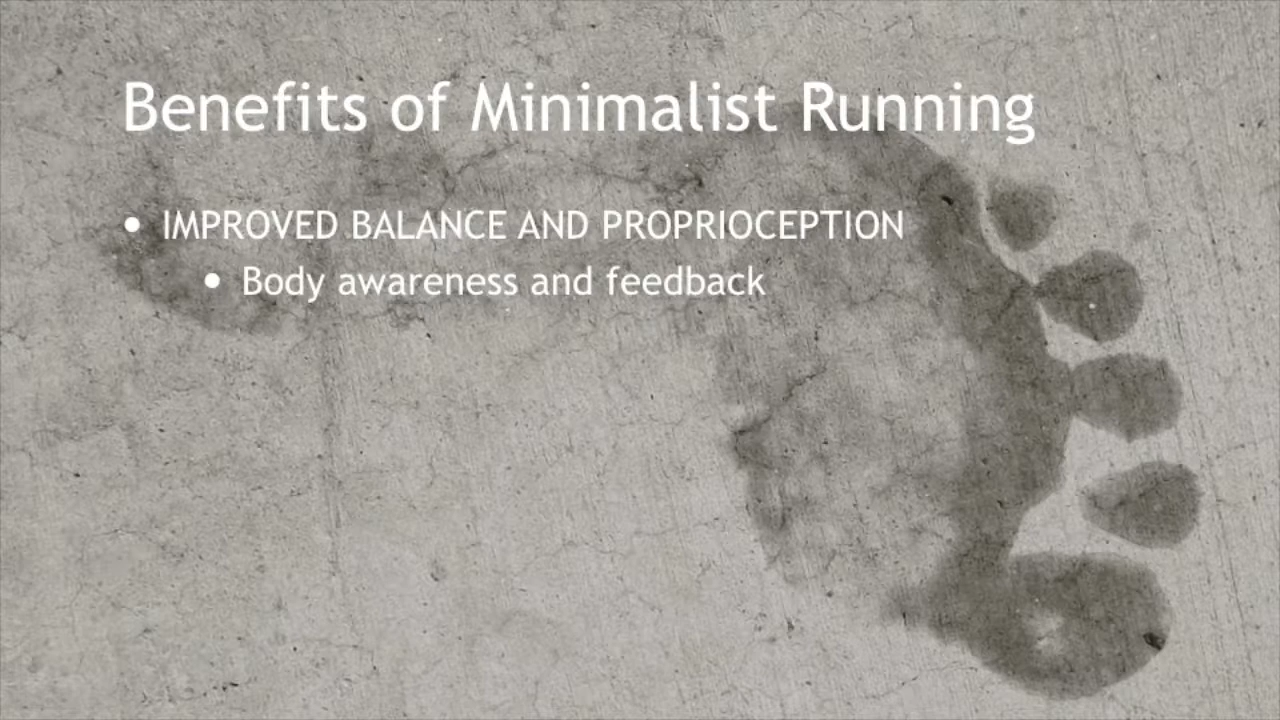 Benefits of Minimalist Running
• IMPROVED BALANCE AND PROPRIOCEPTION
• Body awareness and feedback